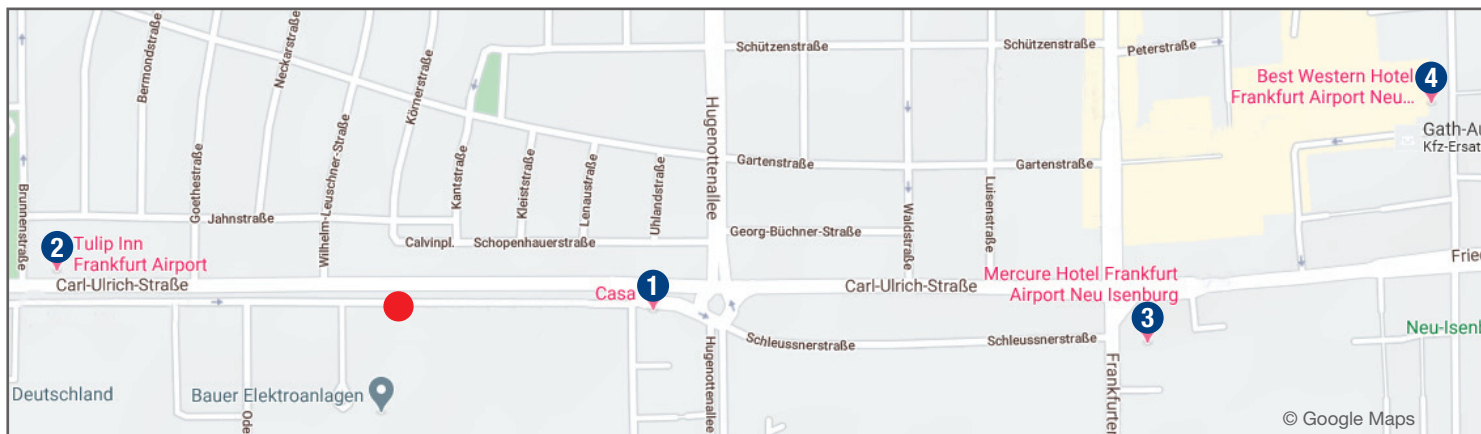 Bermondstraße
Neckarstraße
Körnerstraße
Schützenstraße
Schützenstraße
Peterstraße
Best Western Hotel
Frankfurt Airport Neu...
4
Gath-Au
Kfz-Ersat
Hugenottenallee
Gartenstraße
Gartenstraße
Brunnenstraße
Goethestraße
Wilhelm-Leuschner-Straße
Kantstraße
Kleiststraße
Lenaustraße
Uhlandstraße
Waldstraße
Luisenstraße
Jahnstraße
Calvinpl.
Schopenhauerstraße
Georg-Büchner-Straße
2
Tulip Inn
Frankfurt Airport
Carl-Ulrich-Straße
Casa
1
Carl-Ulrich-Straße
Mercure Hotel Frankfurt
Airport Neu Isenburg
3
Fried
Schleussnerstraße
Schleussnerstraße
Neu-Isenb
Hugenottenallee
Frankfurter
Deutschland
Bauer Elektroanlagen
Ode
© Google Maps